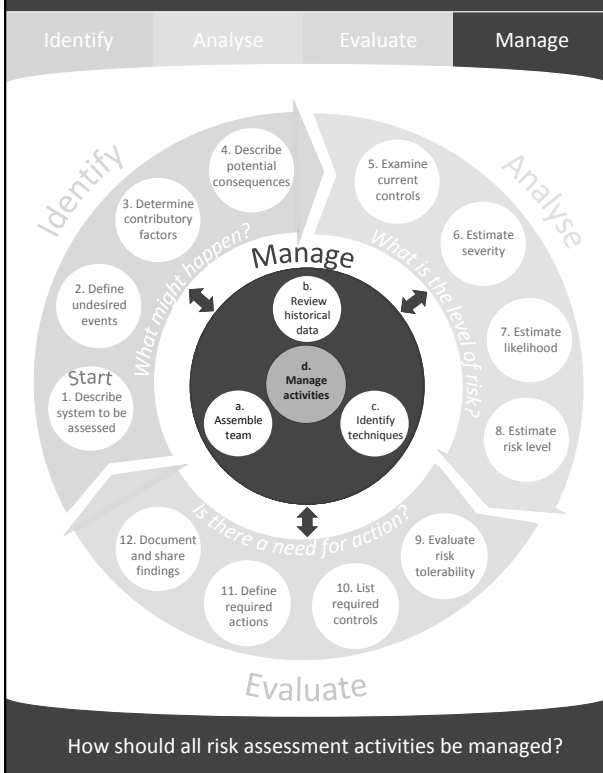 Identify
Analyse
Evaluate
Manage
Identify
What might happen?
Start
1. Describe
system to be
assessed
2. Define
undesired
events
3. Determine
contributory
factors
4. Describe
potential
consequences
Analyse
What is the level of risk?
5. Examine
current
controls
6. Estimate
severity
7. Estimate
likelihood
8. Estimate
risk level
Manage
b.
Review
historical
data
d.
Manage
activities
a.
Assemble
team
c.
Identify
techniques
Is there a need for action?
9. Evaluate
risk
tolerability
10. List
required
controls
11. Define
required
actions
12. Document
and share
findings
Evaluate
How should all risk assessment activities be managed?